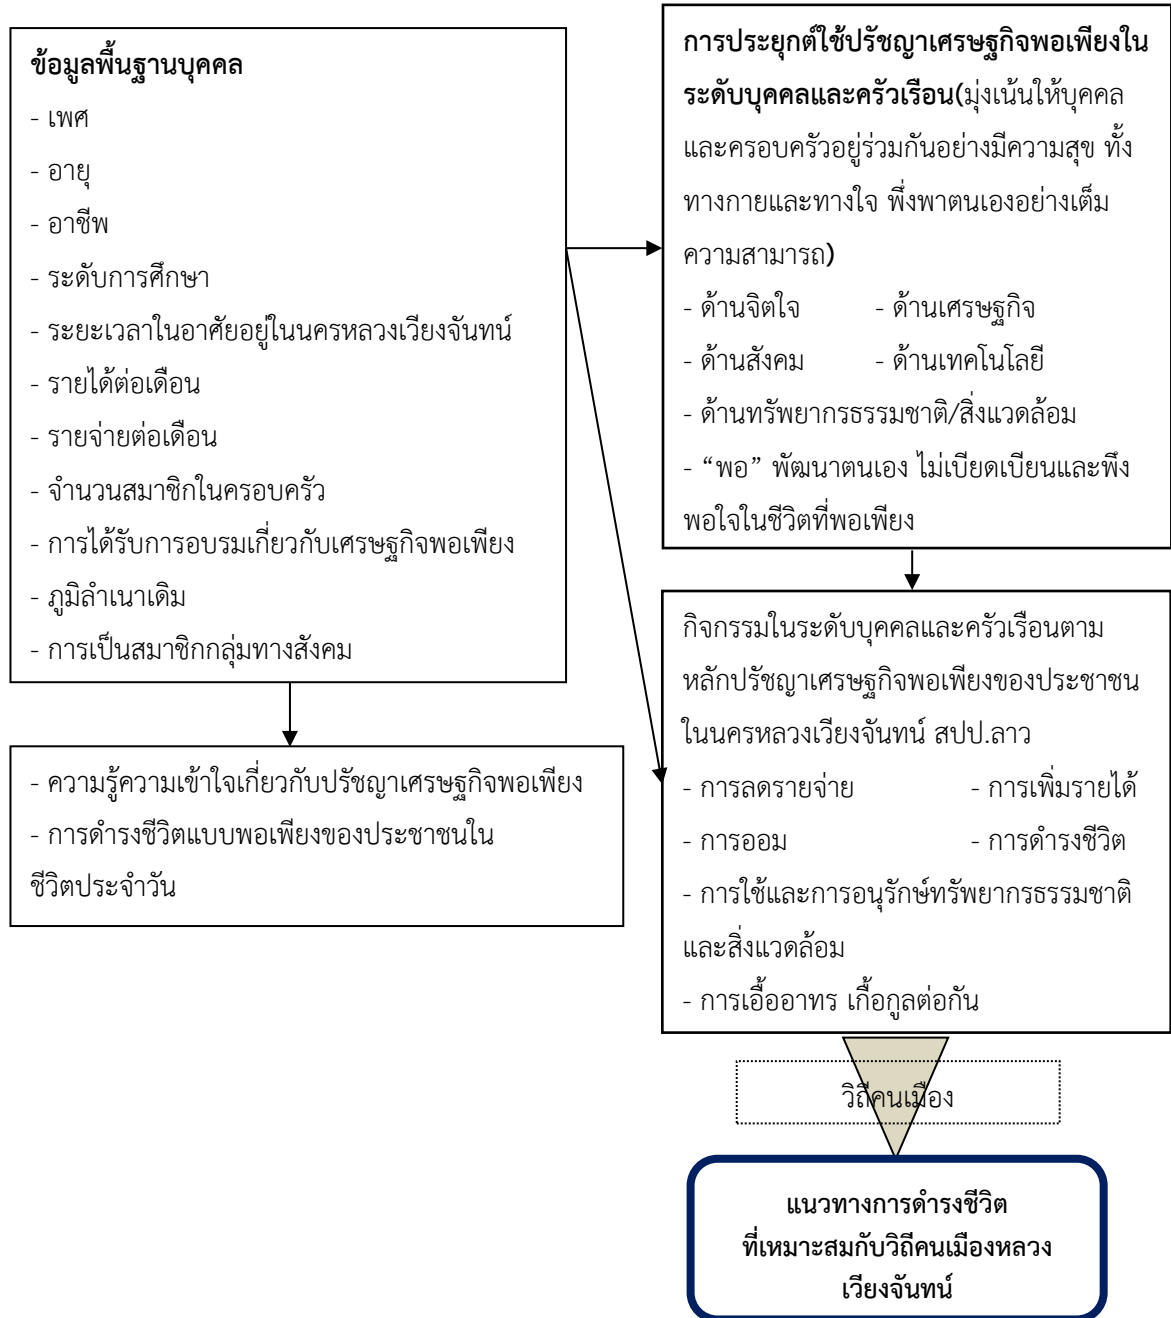 ข้อมูลพื้นฐานบุคคล
- เพศ
- อายุ
- อาชีพ
- ระดับการศึกษา
- ระยะเวลาในอาศัยอยู่ในนครหลวงเวียงจันทน์
- รายได้ต่อเดือน
- รายจ่ายต่อเดือน
- จำนวนสมาชิกในครอบครัว
- การได้รับการอบรมเกี่ยวกับเศรษฐกิจพอเพียง
- ภูมิลำเนาเดิม
- การเป็นสมาชิกกลุ่มทางสังคม
- ความรู้ความเข้าใจเกี่ยวกับปรัชญาเศรษฐกิจพอเพียง
- การดำรงชีวิตแบบพอเพียงของประชาชนใน
ชีวิตประจำวัน
การประยุกต์ใช้ปรัชญาเศรษฐกิจพอเพียงใน
ระดับบุคคลและครัวเรือน(มุ่งเน้นให้บุคคล
และครอบครัวอยู่ร่วมกันอย่างมีความสุข ทั้ง
ทางกายและทางใจ พึ่งพาตนเองอย่างเต็ม
ความสามารถ)
- ด้านจิตใจ - ด้านเศรษฐกิจ
- ด้านสังคม - ด้านเทคโนโลยี
- ด้านทรัพยากรธรรมชาติ/สิ่งแวดล้อม
- “พอ” พัฒนาตนเอง ไม่เบียดเบียนและพึง
พอใจในชีวิตที่พอเพียง
กิจกรรมในระดับบุคคลและครัวเรือนตาม
หลักปรัชญาเศรษฐกิจพอเพียงของประชาชน
ในนครหลวงเวียงจันทน์ สปป.ลาว
- การลดรายจ่าย - การเพิ่มรายได้
- การออม - การดำรงชีวิต
- การใช้และการอนุรักษ์ทรัพยากรธรรมชาติ
และสิ่งแวดล้อม
- การเอื้ออาทร เกื้อกูลต่อกัน
วิถีคนเมือง
แนวทางการดำรงชีวิต
ที่เหมาะสมกับวิถีคนเมืองหลวง
เวียงจันทน์